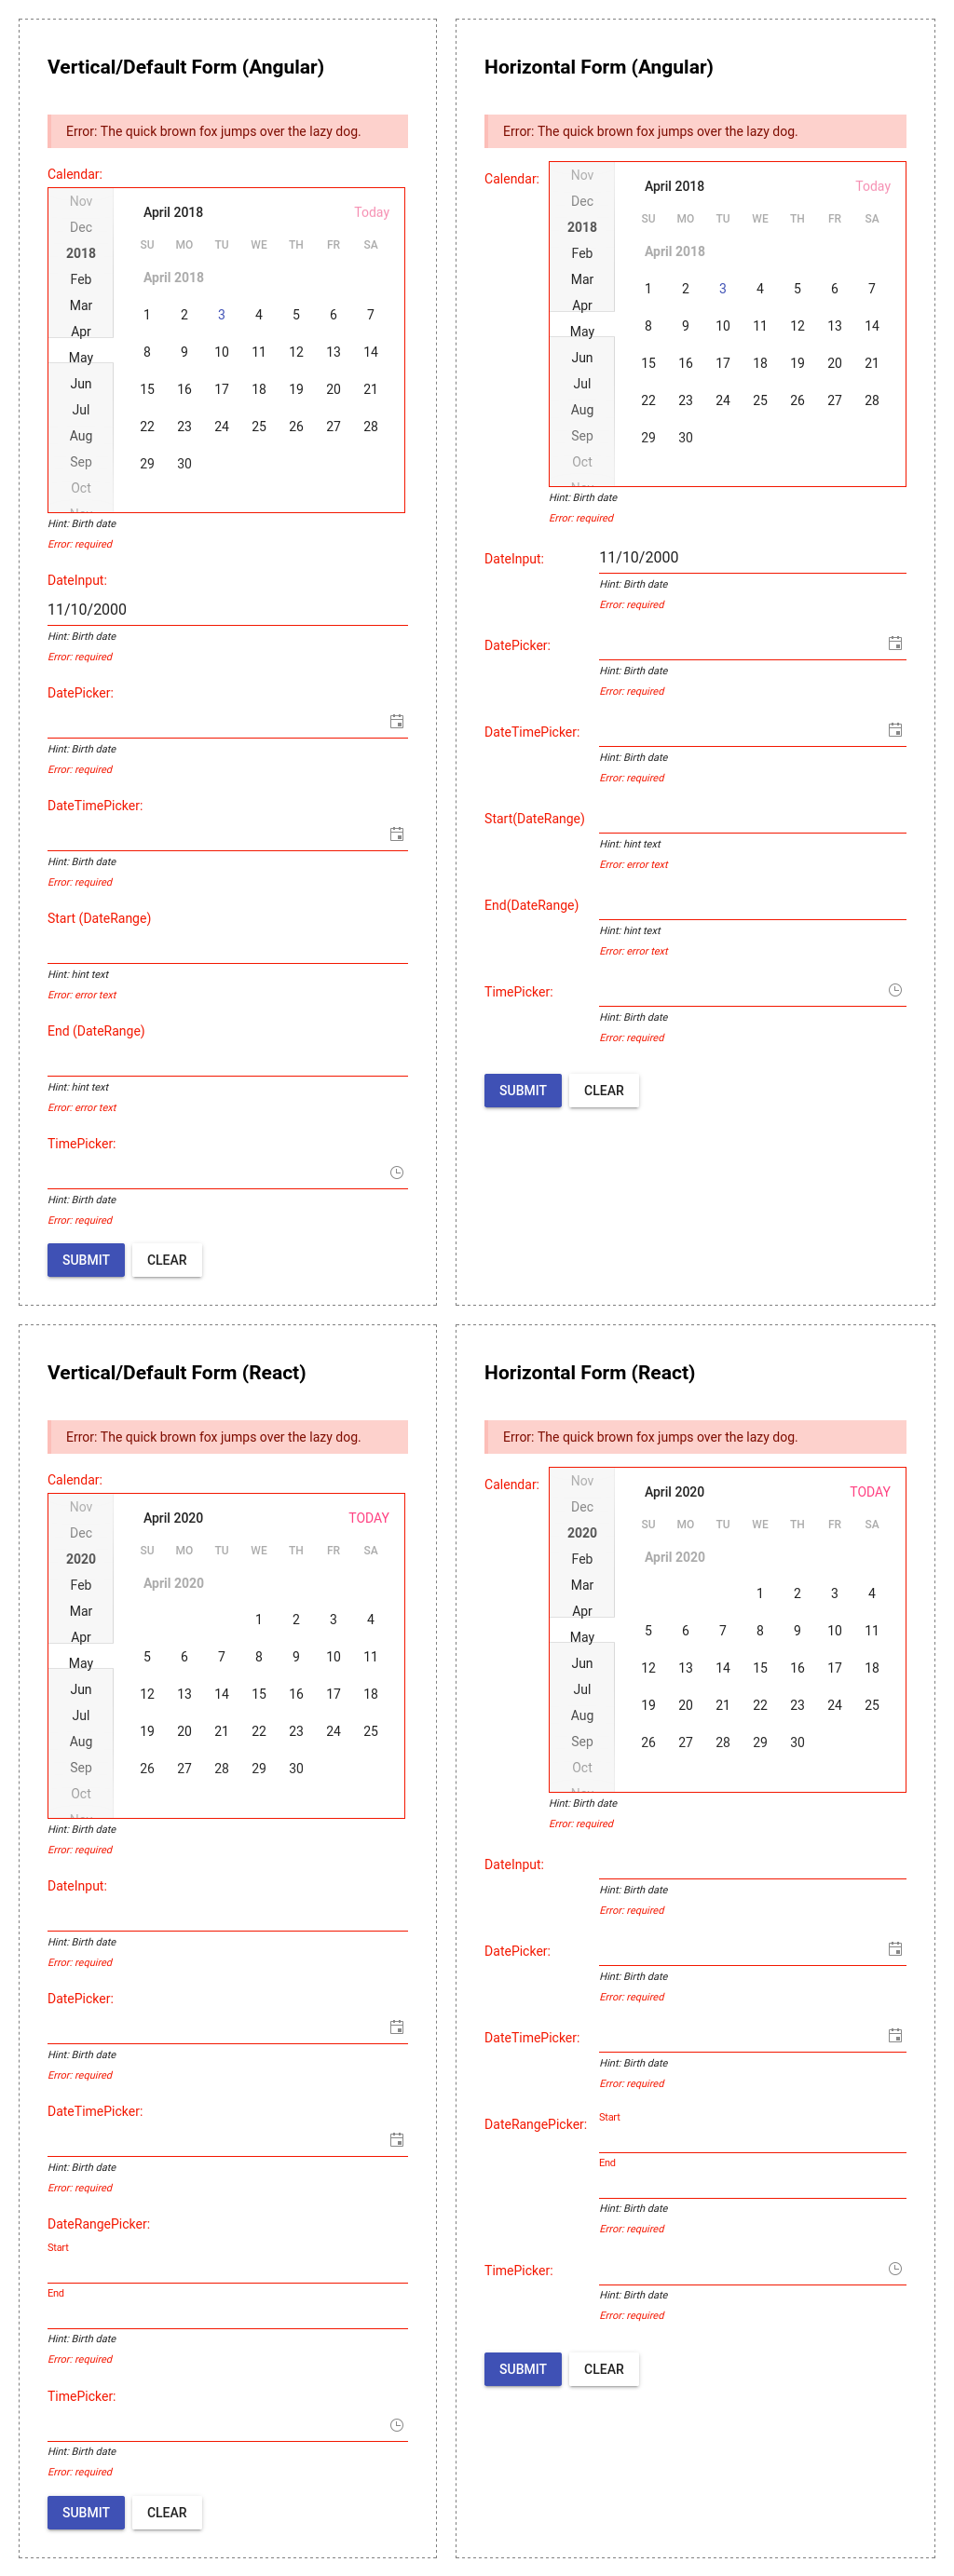 Vertical/Default Form (Angular)
Error: The quick brown fox jumps over the lazy dog.
Calendar:
Nov
Dec
2018
Feb
Mar
Apr
May
Jun
Jul
Aug
Sep
Oct
Nov
April 2018 Today
SU MO TU WE TH FR SA
April 2018
1 2 3 4 5 6 7
8 9 10 11 12 13 14
15 16 17 18 19 20 21
22 23 24 25 26 27 28
29 30
Hint: Birth date
Error: required
DateInput:
11/10/2000
Hint: Birth date
Error: required
DatePicker:
Hint: Birth date
Error: required
DateTimePicker:
Hint: Birth date
Error: required
Start (DateRange)
Hint: hint text
Error: error text
End (DateRange)
Hint: hint text
Error: error text
TimePicker:
Hint: Birth date
Error: required
SUBMIT CLEAR
Horizontal Form (Angular)
Error: The quick brown fox jumps over the lazy dog.
Calendar:
Nov
Dec
2018
Feb
Mar
Apr
May
Jun
Jul
Aug
Sep
Oct
Nov
April 2018 Today
SU MO TU WE TH FR SA
April 2018
1 2 3 4 5 6 7
8 9 10 11 12 13 14
15 16 17 18 19 20 21
22 23 24 25 26 27 28
29 30
Hint: Birth date
Error: required
DateInput: 11/10/2000
Hint: Birth date
Error: required
DatePicker:
Hint: Birth date
Error: required
DateTimePicker:
Hint: Birth date
Error: required
Start(DateRange)
Hint: hint text
Error: error text
End(DateRange)
Hint: hint text
Error: error text
TimePicker:
Hint: Birth date
Error: required
SUBMIT CLEAR
Vertical/Default Form (React)
Error: The quick brown fox jumps over the lazy dog.
Calendar:
Nov
Dec
2020
Feb
Mar
Apr
May
Jun
Jul
Aug
Sep
Oct
Nov
April 2020 TODAY
SU MO TU WE TH FR SA
April 2020
1 2 3 4
5 6 7 8 9 10 11
12 13 14 15 16 17 18
19 20 21 22 23 24 25
26 27 28 29 30
Hint: Birth date
Error: required
DateInput:
Hint: Birth date
Error: required
DatePicker:
Hint: Birth date
Error: required
DateTimePicker:
Hint: Birth date
Error: required
DateRangePicker:
Start
End
Hint: Birth date
Error: required
TimePicker:
Hint: Birth date
Error: required
SUBMIT CLEAR
Horizontal Form (React)
Error: The quick brown fox jumps over the lazy dog.
Calendar:
Nov
Dec
2020
Feb
Mar
Apr
May
Jun
Jul
Aug
Sep
Oct
Nov
April 2020 TODAY
SU MO TU WE TH FR SA
April 2020
1 2 3 4
5 6 7 8 9 10 11
12 13 14 15 16 17 18
19 20 21 22 23 24 25
26 27 28 29 30
Hint: Birth date
Error: required
DateInput:
Hint: Birth date
Error: required
DatePicker:
Hint: Birth date
Error: required
DateTimePicker:
Hint: Birth date
Error: required
DateRangePicker:
Start
End
Hint: Birth date
Error: required
TimePicker:
Hint: Birth date
Error: required
SUBMIT CLEAR